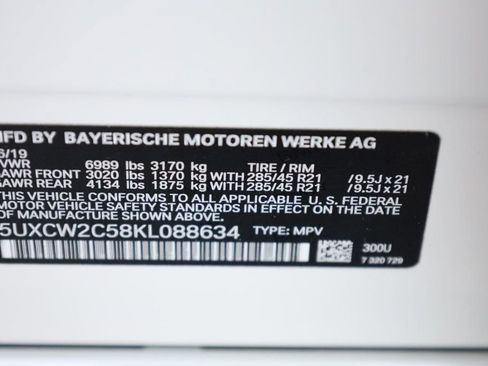 MFD BY BAYERISCHE MOTOREN WERKE AG
6/19
GVWR 6989 lbs 3170 kg TIRE / RIM
GAWR FRONT 3020 lbs 1370 kg WITH 285/45 R21 /9.5J x 21
GAWR REAR 4134 lbs 1875 kg WITH 285/45 R21 /9.5J x 21
THIS VEHICLE CONFORMS TO ALL APPLICABLE U.S. FEDERAL
MOTOR VEHICLE SAFETY STANDARDS
IN EFFECT ON THE DATE OF MANUFACTURE SHOWN ABOVE.
5UXCW2C58KL088634 TYPE: MPV
300U
7 320 729